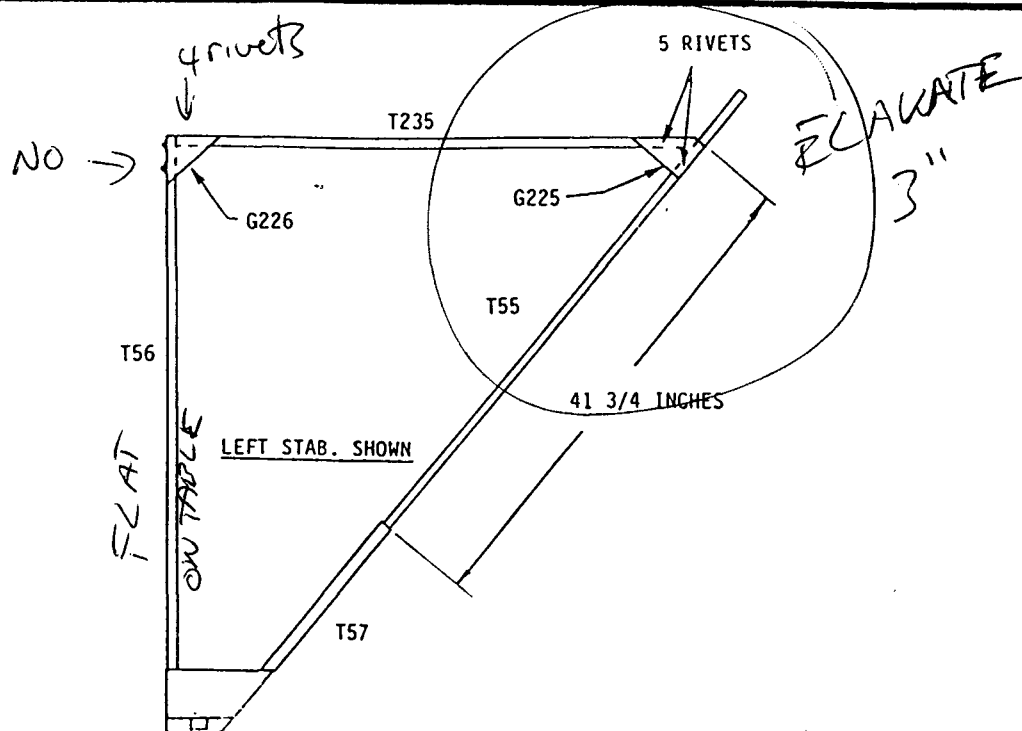 4 rivets
5 RIVETS
T235
NO
ELAVATE
3"
G225
G226
T55
T56
41 3/4 INCHES
LEFT STAB. SHOWN
FLAT
ON TABLE
T57